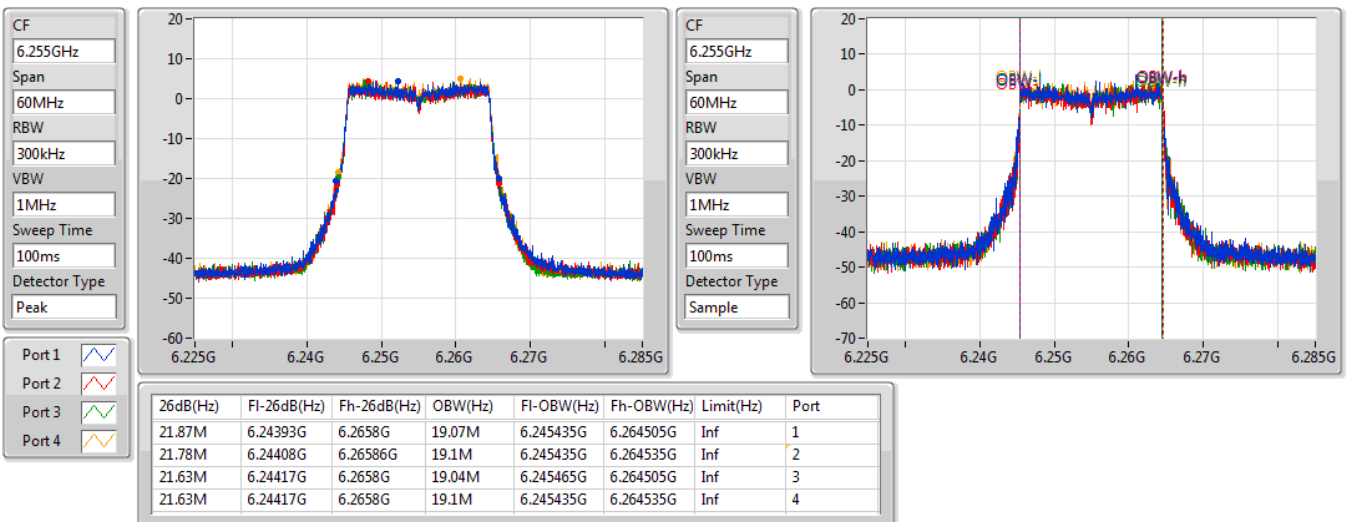 CF
6.255GHz
Span
60MHz
RBW
300kHz
VBW
1MHz
Sweep Time
100ms
Detector Type
Peak
20
10
0
-10
-20
-30
-40
-50
-60
6.225G 6.24G 6.25G 6.26G 6.27G 6.285G
CF
6.255GHz
Span
60MHz
RBW
300kHz
VBW
1MHz
Sweep Time
100ms
Detector Type
Sample
20
10
0
-10
-20
-30
-40
-50
-60
-70
OBW-l OBW-h
6.225G 6.24G 6.25G 6.26G 6.27G 6.285G
Port 1
Port 2
Port 3
Port 4
26dB(Hz) Fl-26dB(Hz) Fh-26dB(Hz) OBW(Hz) Fl-OBW(Hz) Fh-OBW(Hz) Limit(Hz) Port
21.87M 6.24393G 6.2658G 19.07M 6.245435G 6.264505G Inf 1
21.78M 6.24408G 6.26586G 19.1M 6.245435G 6.264535G Inf 2
21.63M 6.24417G 6.2658G 19.04M 6.245465G 6.264505G Inf 3
21.63M 6.24417G 6.2658G 19.1M 6.245435G 6.264535G Inf 4